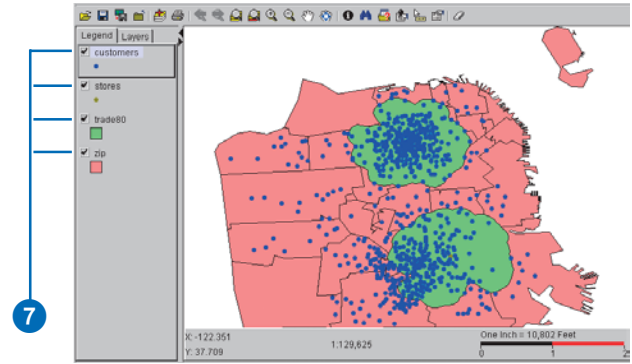 Legend Layers
customers
stores
trade80
zip
7
X: -122.351
Y: 37.709
1:129,625
One Inch = 10,802 Feet
0 1 2